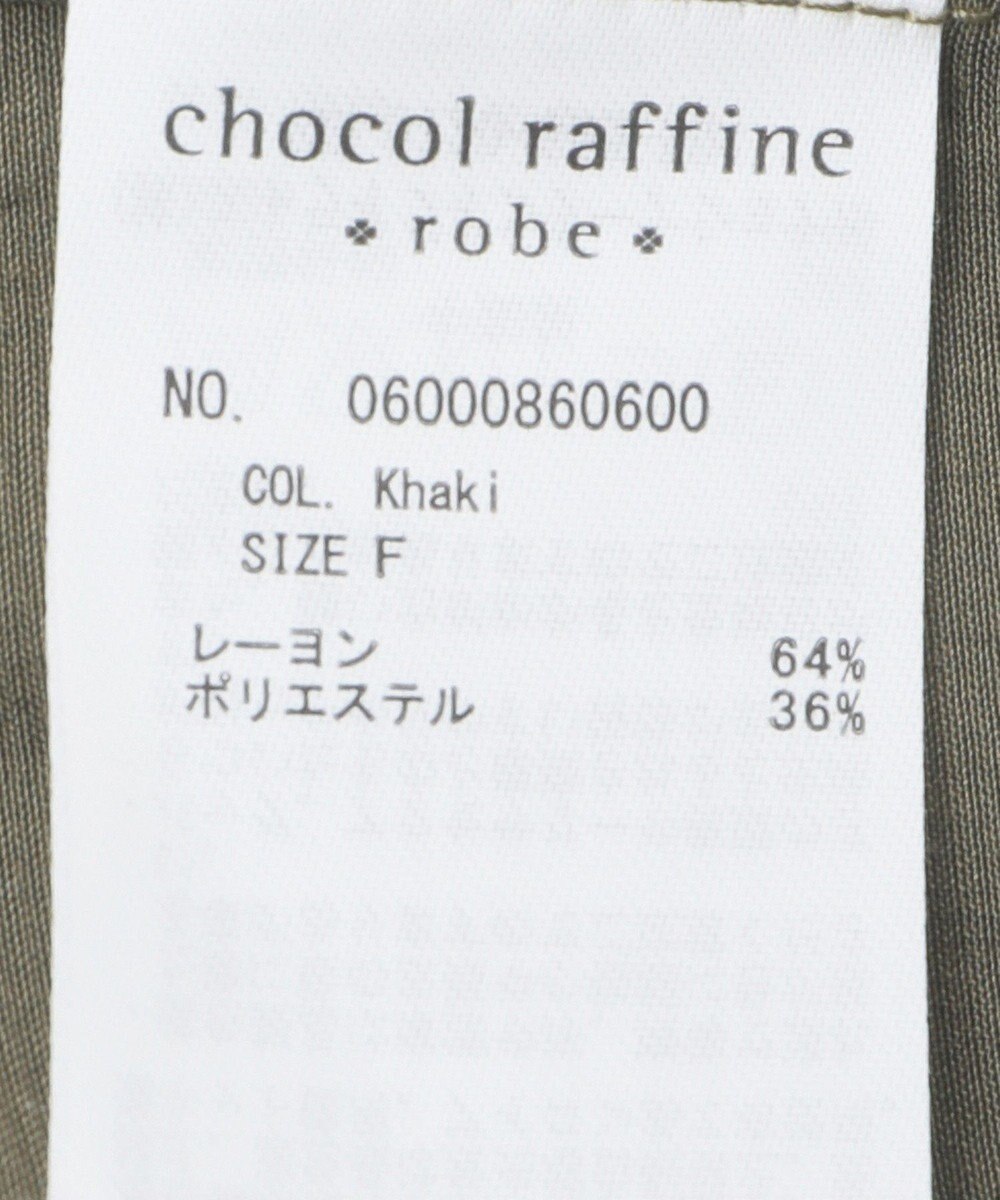 chocol raffine
robe
NO. 06000860600
COL. Khaki
SIZE F
レーヨン 64%
ポリエステル 36%